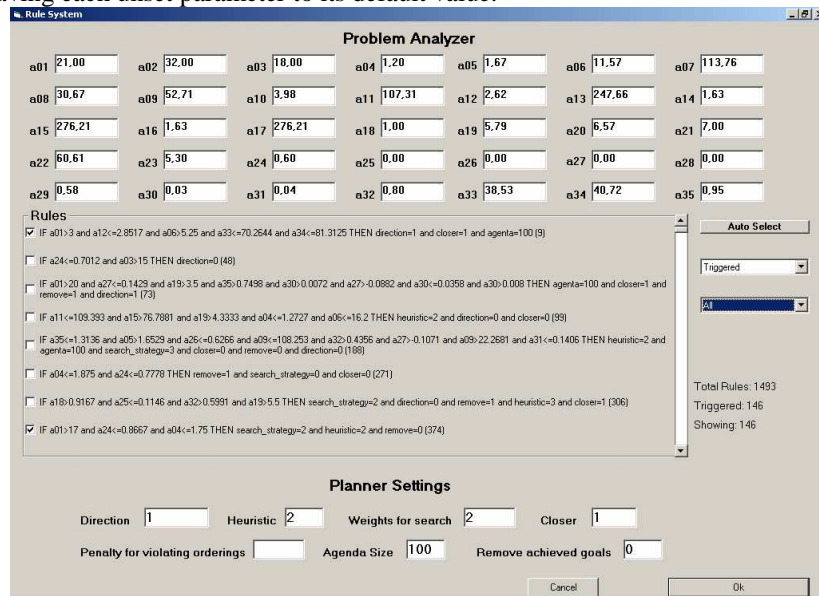 aving each unset parameter to its default value.
Rule System
Problem Analyzer
a01 21,00 a02 32,00 a03 18,00 a04 1,20 a05 1,67 a06 11,57 a07 113,76
a08 30,67 a09 52,71 a10 3,98 a11 107,31 a12 2,62 a13 247,66 a14 1,63
a15 276,21 a16 1,63 a17 276,21 a18 1,00 a19 5,79 a20 6,57 a21 7,00
a22 60,61 a23 5,30 a24 0,60 a25 0,00 a26 0,00 a27 0,00 a28 0,00
a29 0,58 a30 0,03 a31 0,04 a32 0,80 a33 38,53 a34 40,72 a35 0,95
Rules
IF a01>3 and a12<=2.8517 and a06>5.25 and a33<=70.2644 and a34<=81.3125 THEN direction=1 and closer=1 and agenta=100 (9)
IF a24<=0.7012 and a03>15 THEN direction=0 (48)
IF a01>20 and a27<=0.1429 and a19>3.5 and a35>0.7498 and a30>0.0072 and a27>-0.0882 and a30<=0.0358 and a30>0.008 THEN agenta=100 and closer=1 and
remove=1 and direction=1 (73)
IF a11<=109.393 and a15>76.7881 and a19>4.3333 and a04<=1.2727 and a06<=16.2 THEN heuristic=2 and direction=0 and closer=0 (99)
IF a35<=1.3136 and a05>1.6529 and a26<=0.6266 and a09<=108.253 and a32>0.4356 and a27>-0.1071 and a09>22.2681 and a31<=0.1406 THEN heuristic=2 and
agenta=100 and search_strategy=3 and closer=0 and remove=0 and direction=0 (188)
IF a04<=1.875 and a24<=0.7778 THEN remove=1 and search_strategy=0 and closer=0 (271)
IF a18>0.9167 and a25<=0.1146 and a32>0.5991 and a19>5.5 THEN search_strategy=2 and direction=0 and remove=1 and heuristic=3 and closer=1 (306)
IF a01>17 and a24<=0.8667 and a04<=1.75 THEN search_strategy=2 and heuristic=2 and remove=0 (374)
Auto Select
Triggered
All
Total Rules: 1493
Triggered: 146
Showing: 146
Planner Settings
Direction 1 Heuristic 2 Weights for search 2 Closer 1
Penalty for violating orderings Agenda Size 100 Remove achieved goals 0
Cancel Ok